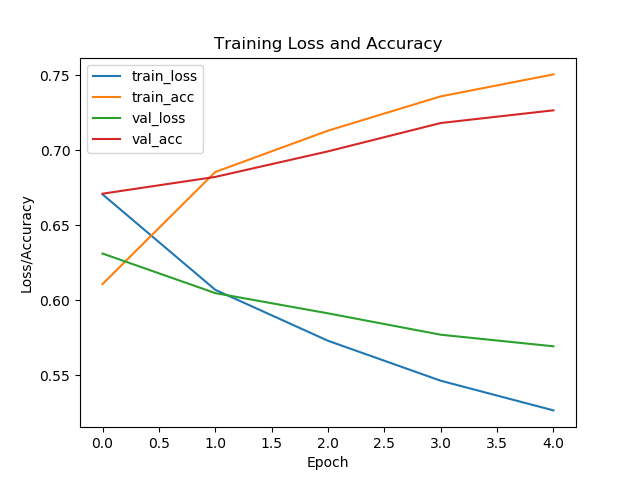 Training Loss and Accuracy
train_loss
train_acc
val_loss
val_acc
Loss/Accuracy
0.75
0.70
0.65
0.60
0.55
0.0 0.5 1.0 1.5 2.0 2.5 3.0 3.5 4.0
Epoch